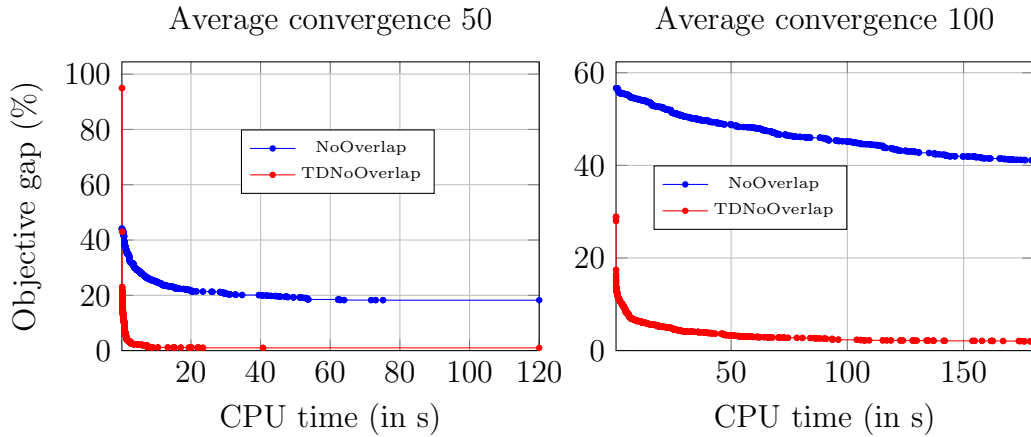 Average convergence 50
Average convergence 100
Objective gap (%)
100
80
60
40
20
0
NoOverlap
TDNoOverlap
20
40
60
80
100
120
CPU time (in s)
60
40
20
0
NoOverlap
TDNoOverlap
50
100
150
CPU time (in s)